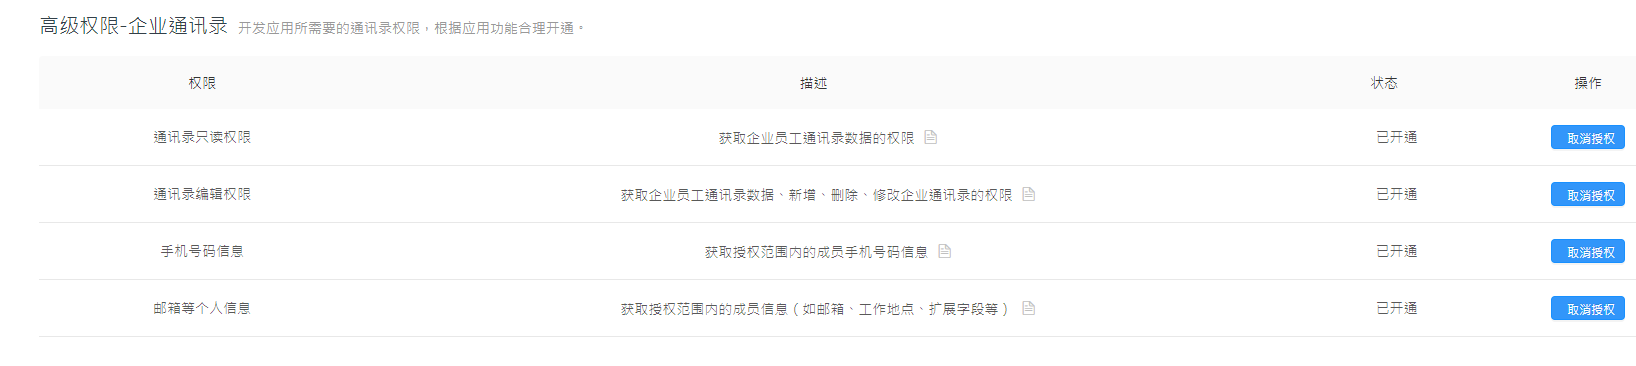 高级权限-企业通讯录 开发应用所需要的通讯录权限，根据应用功能合理开通。
权限 描述 状态 操作
通讯录只读权限 获取企业员工通讯录数据的权限 已开通 取消授权
通讯录编辑权限 获取企业员工通讯录数据、新增、删除、修改企业通讯录的权限 已开通 取消授权
手机号码信息 获取授权范围内的成员手机号码信息 已开通 取消授权
邮箱等个人信息 获取授权范围内的成员信息（如邮箱、工作地点、扩展字段等） 已开通 取消授权